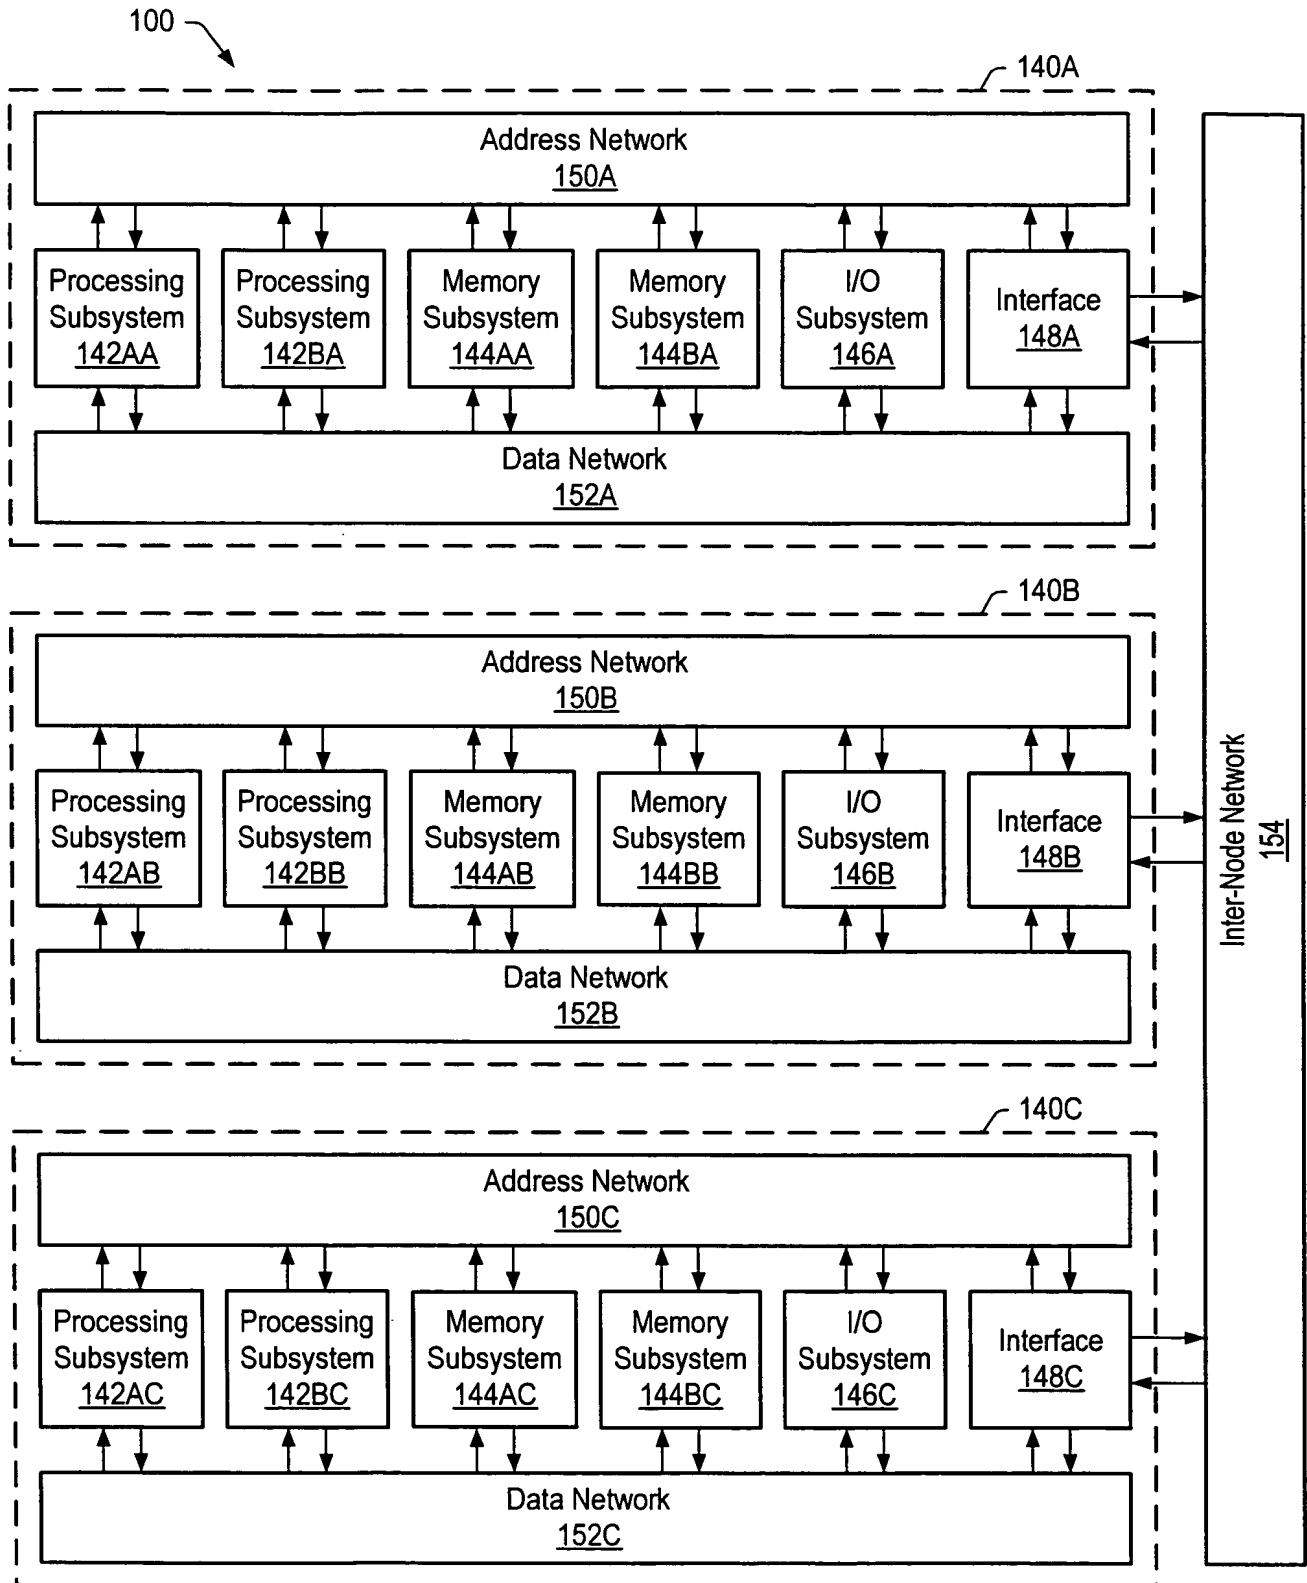 100
140A
Address Network
150A
Processing
Subsystem
142AA
Processing
Subsystem
142BA
Memory
Subsystem
144AA
Memory
Subsystem
144BA
I/O
Subsystem
146A
Interface
148A
Data Network
152A
140B
Address Network
150B
Processing
Subsystem
142AB
Processing
Subsystem
142BB
Memory
Subsystem
144AB
Memory
Subsystem
144BB
I/O
Subsystem
146B
Interface
148B
Data Network
152B
Inter-Node Network
154
140C
Address Network
150C
Processing
Subsystem
142AC
Processing
Subsystem
142BC
Memory
Subsystem
144AC
Memory
Subsystem
144BC
I/O
Subsystem
146C
Interface
148C
Data Network
152C